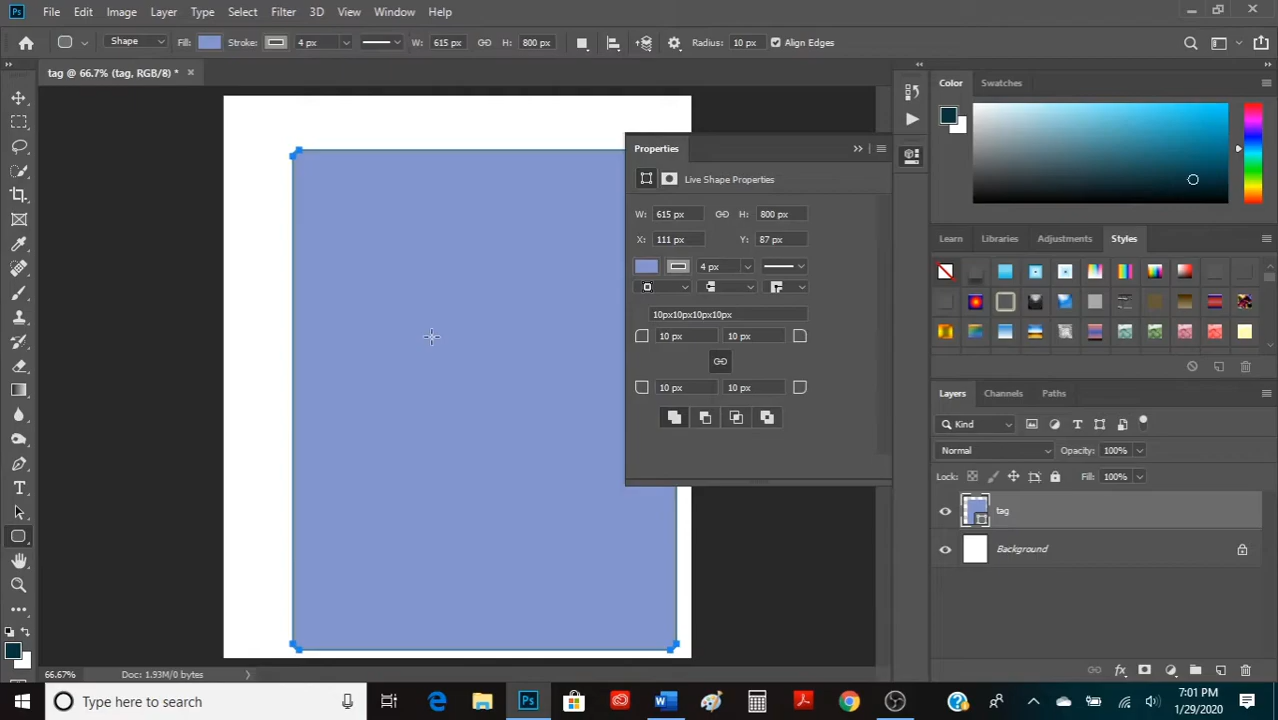 Ps File Edit Image Layer Type Select Filter 3D View Window Help
Shape Fill: Stroke: 4 px W: 615 px H: 800 px Radius: 10 px Align Edges
tag @ 66.7% (tag, RGB/8) *
Color Swatches
Properties
Live Shape Properties
W: 615 px H: 800 px
X: 111 px Y: 87 px
4 px
10px10px10px10px
10 px 10 px
10 px 10 px
Learn Libraries Adjustments Styles
Layers Channels Paths
Kind
Normal Opacity: 100%
Lock: Fill: 100%
tag
Background
66.67% Doc: 1.93M/0 bytes
Type here to search
7:01 PM
1/29/2020